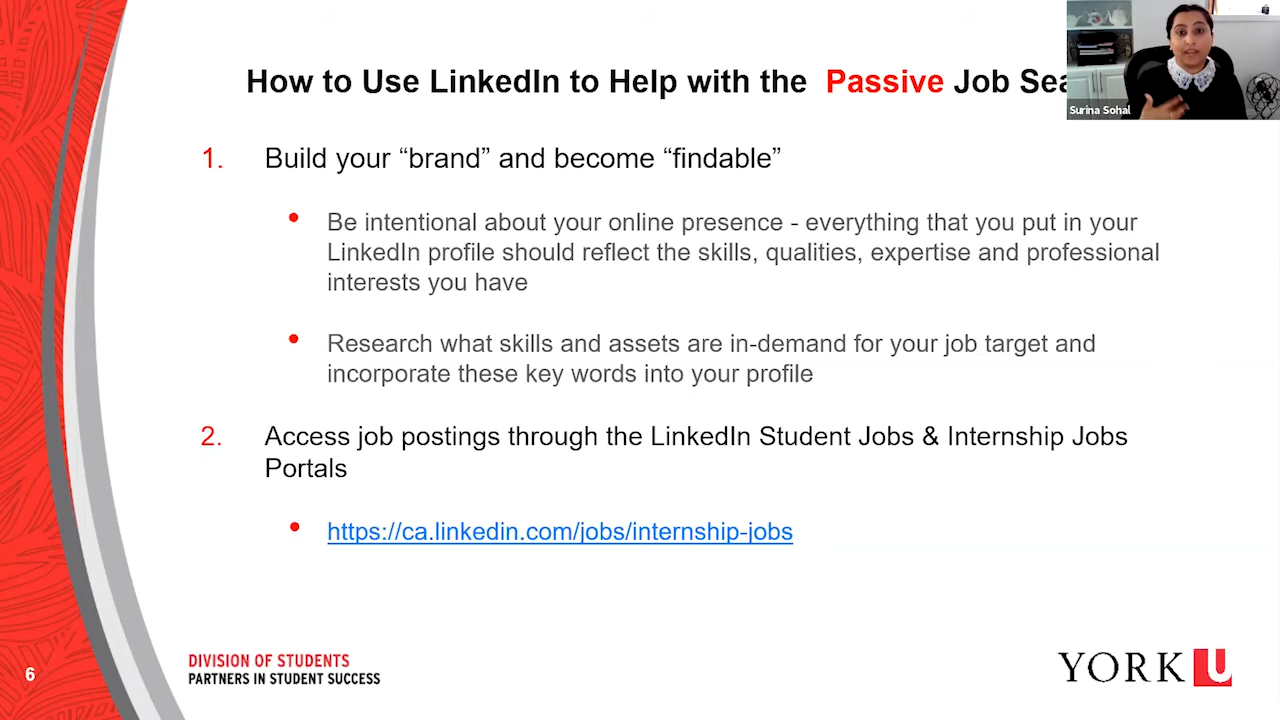 How to Use LinkedIn to Help with the Passive Job Sea
Surina Sohal
1. Build your “brand” and become “findable”
• Be intentional about your online presence - everything that you put in your
LinkedIn profile should reflect the skills, qualities, expertise and professional
interests you have
• Research what skills and assets are in-demand for your job target and
incorporate these key words into your profile
2. Access job postings through the LinkedIn Student Jobs & Internship Jobs
Portals
• https://ca.linkedin.com/jobs/internship-jobs
6
DIVISION OF STUDENTS
PARTNERS IN STUDENT SUCCESS
YORK U